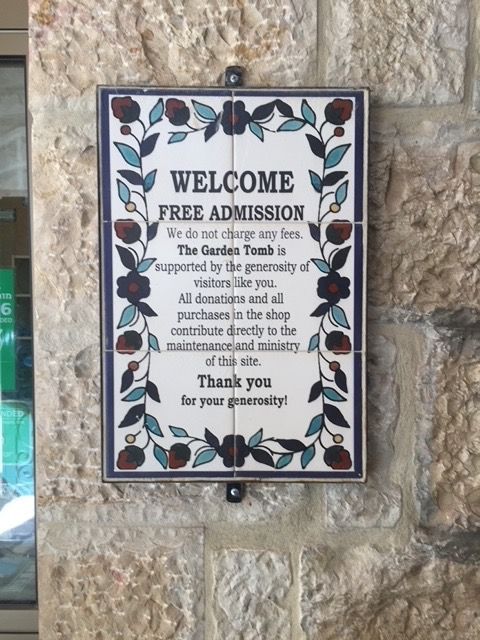 WELCOME
FREE ADMISSION
We do not charge any fees.
The Garden Tomb is
supported by the generosity of
visitors like you.
All donations and all
purchases in the shop
contribute directly to the
maintenance and ministry
of this site.
Thank you
for your generosity!